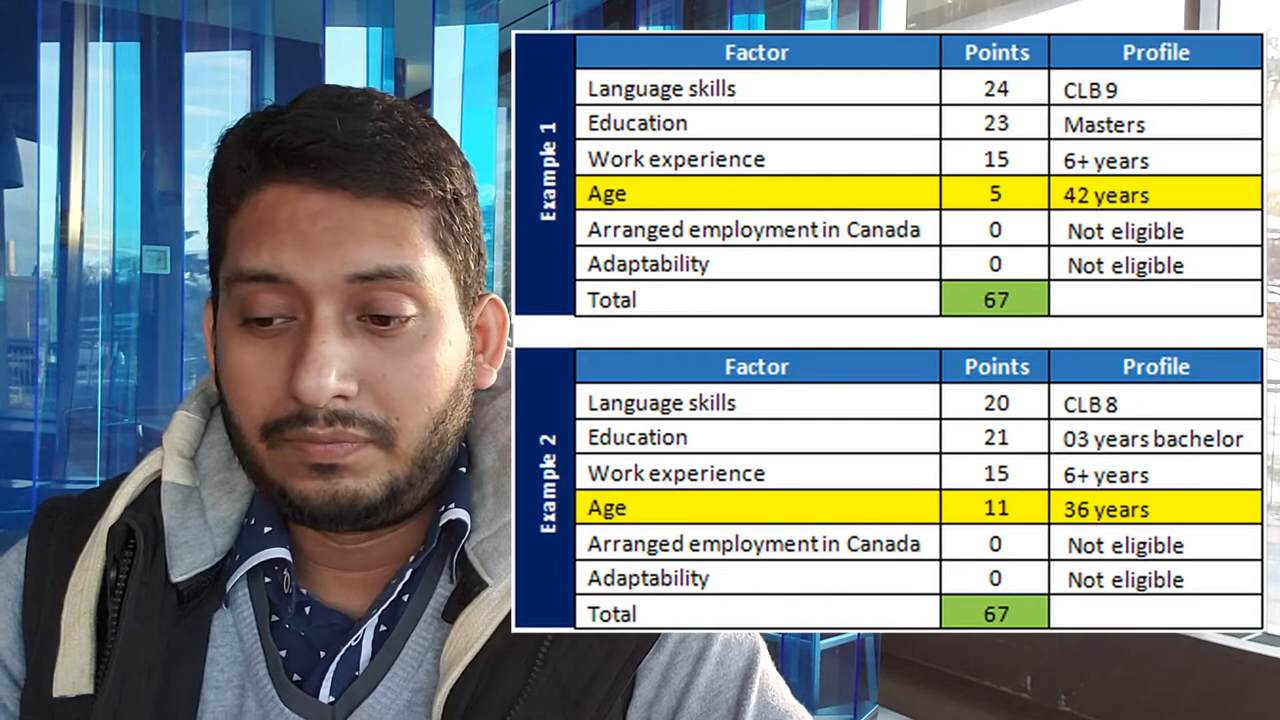 Example 1
Factor Points Profile
Language skills 24 CLB 9
Education 23 Masters
Work experience 15 6+ years
Age 5 42 years
Arranged employment in Canada 0 Not eligible
Adaptability 0 Not eligible
Total 67
Example 2
Factor Points Profile
Language skills 20 CLB 8
Education 21 03 years bachelor
Work experience 15 6+ years
Age 11 36 years
Arranged employment in Canada 0 Not eligible
Adaptability 0 Not eligible
Total 67